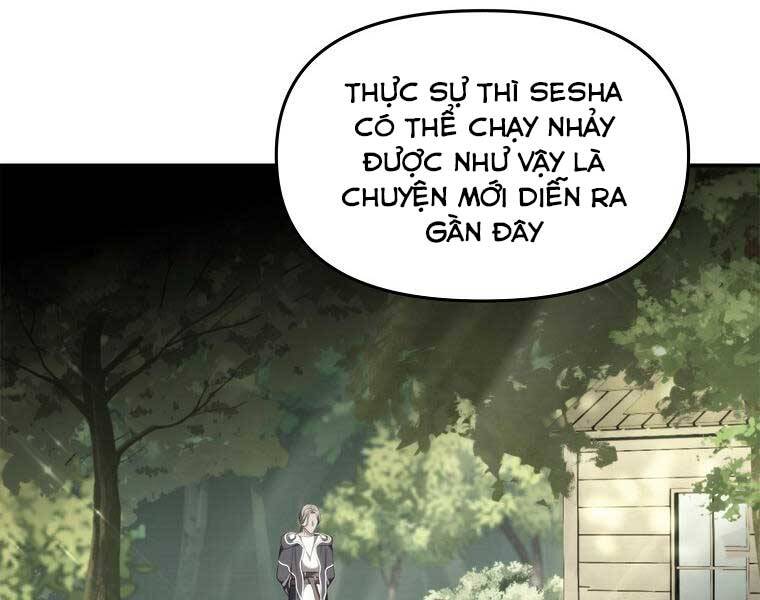 THỰC SỰ THÌ SESHA
CÓ THỂ CHẠY NHẢY
ĐƯỢC NHƯ VẬY LÀ
CHUYỆN MỚI DIỄN RA
GẦN ĐÂY